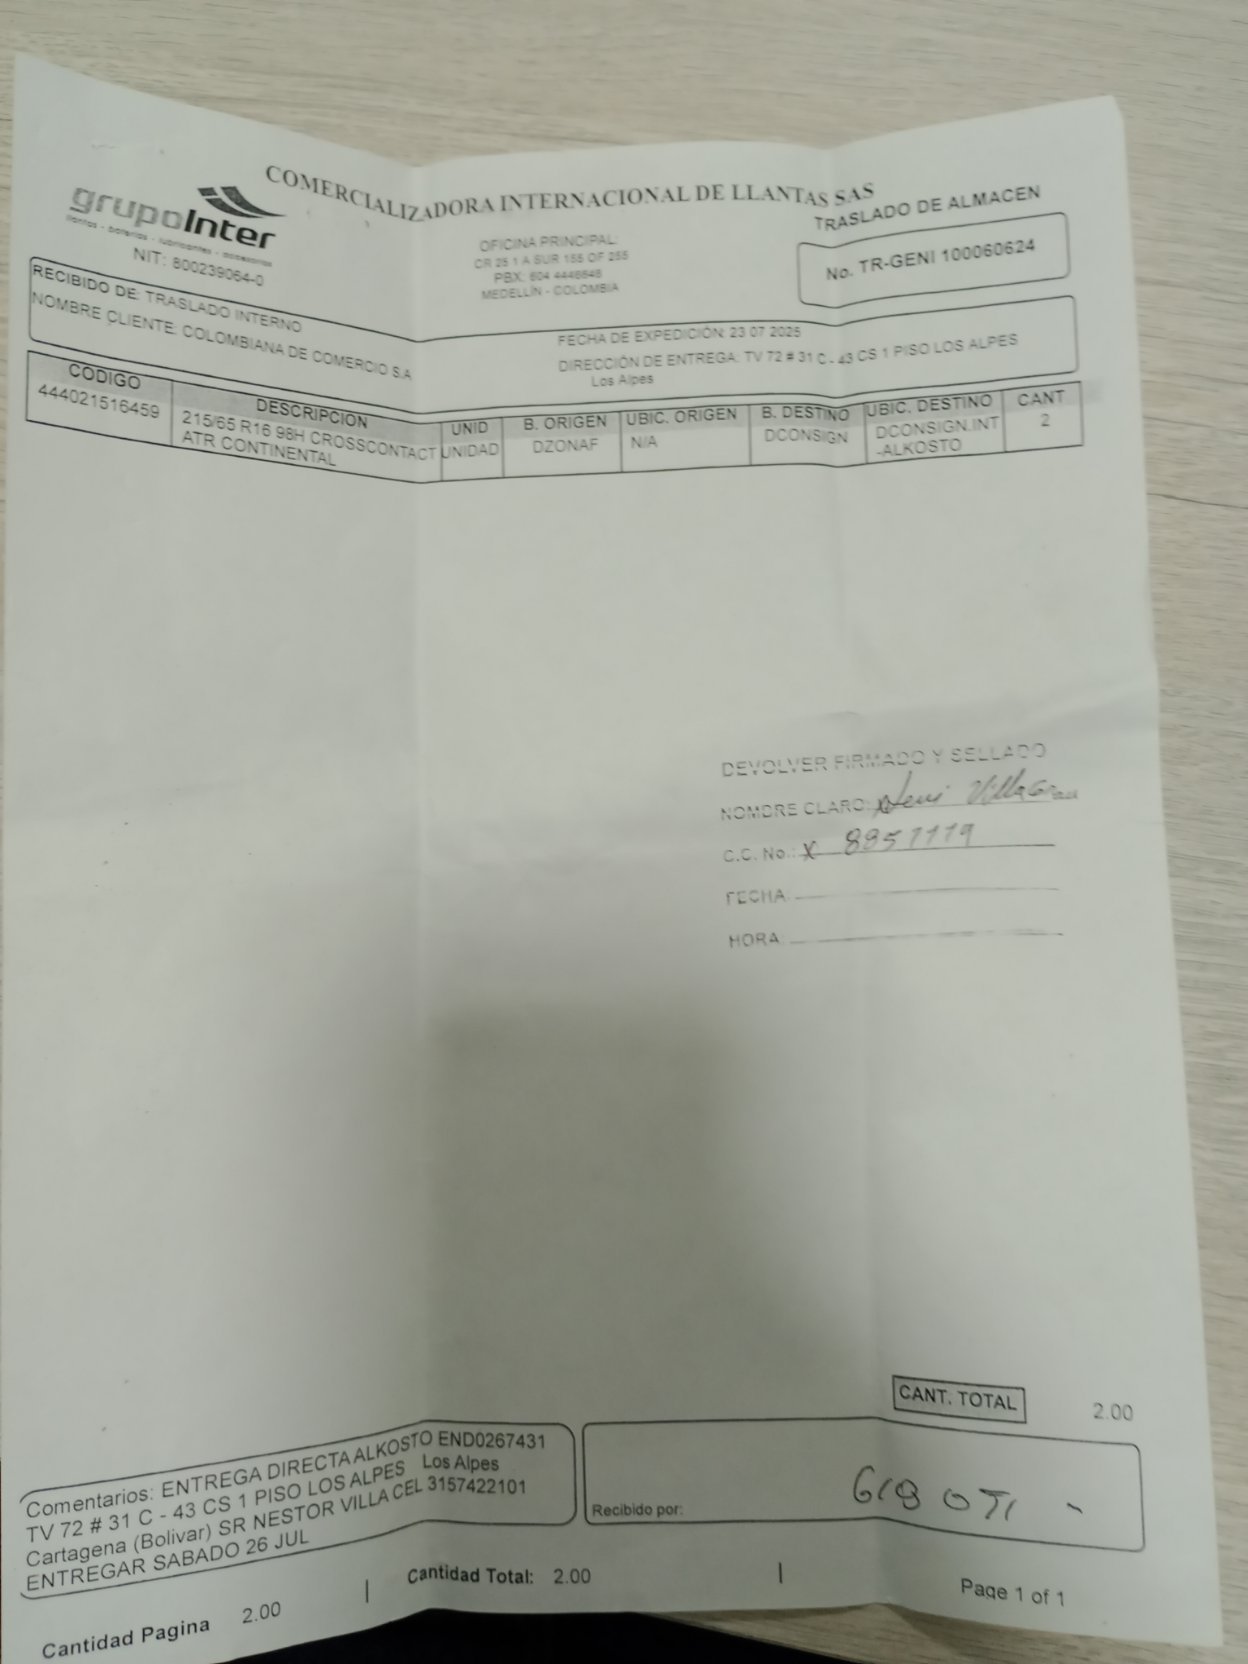 COMERCIALIZADORA INTERNACIONAL DE LLANTAS SAS
grupoInter
llantas - baterías - lubricantes - accesorios
NIT: 800239064-0
OFICINA PRINCIPAL:
CR 25 1 A SUR 155 OF 255
PBX: 604 4446648
MEDELLÍN - COLOMBIA
TRASLADO DE ALMACEN
No. TR-GENI 100060624
RECIBIDO DE: TRASLADO INTERNO
NOMBRE CLIENTE: COLOMBIANA DE COMERCIO S.A
FECHA DE EXPEDICIÓN: 23 07 2025
DIRECCIÓN DE ENTREGA: TV 72 # 31 C - 43 CS 1 PISO LOS ALPES
Los Alpes
CODIGO DESCRIPCION UNID B. ORIGEN UBIC. ORIGEN B. DESTINO UBIC. DESTINO CANT
444021516459 215/65 R16 98H CROSSCONTACT UNIDAD DZONAF N/A DCONSIGN DCONSIGN.INT 2
ATR CONTINENTAL -ALKOSTO
DEVOLVER FIRMADO Y SELLADO
NOMBRE CLARO: x
C.C. No.: x 8851119
FECHA:
HORA:
CANT. TOTAL 2.00
Comentarios: ENTREGA DIRECTA ALKOSTO END0267431
TV 72 # 31 C - 43 CS 1 PISO LOS ALPES Los Alpes
Cartagena (Bolivar) SR NESTOR VILLA CEL 3157422101
ENTREGAR SABADO 26 JUL
Recibido por:
Cantidad Pagina 2.00 | Cantidad Total: 2.00 | Page 1 of 1